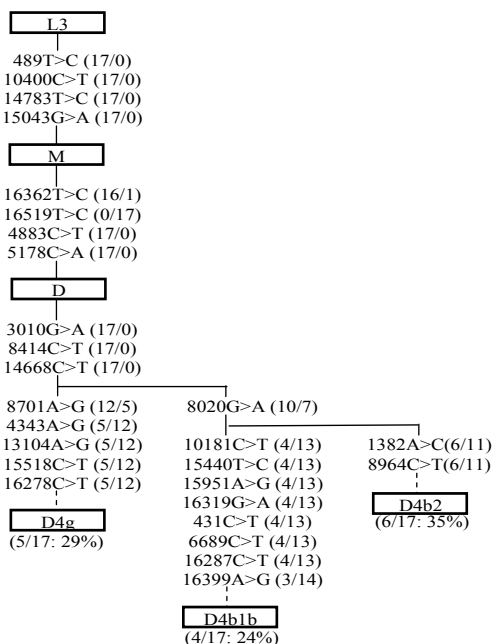 L3
489T>C (17/0)
10400C>T (17/0)
14783T>C (17/0)
15043G>A (17/0)
M
16362T>C (16/1)
16519T>C (0/17)
4883C>T (17/0)
5178C>A (17/0)
D
3010G>A (17/0)
8414C>T (17/0)
14668C>T (17/0)
8701A>G (12/5)
4343A>G (5/12)
13104A>G (5/12)
15518C>T (5/12)
16278C>T (5/12)
D4g
(5/17: 29%)
8020G>A (10/7)
10181C>T (4/13)
15440T>C (4/13)
15951A>G (4/13)
16319G>A (4/13)
431C>T (4/13)
6689C>T (4/13)
16287C>T (4/13)
16399A>G (3/14)
D4b1b
(4/17: 24%)
1382A>C(6/11)
8964C>T(6/11)
D4b2
(6/17: 35%)